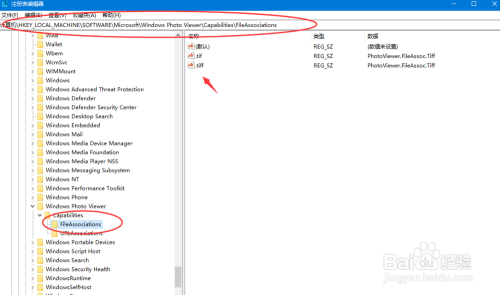 注册表编辑器
文件(F) 编辑(E) 查看(V) 收藏夹(A) 帮助(H)
计算机\HKEY_LOCAL_MACHINE\SOFTWARE\Microsoft\Windows Photo Viewer\Capabilities\FileAssociations
WAB
Wallet
Wbem
WcmSvc
WIMMount
Windows
Windows Advanced Threat Protection
Windows Defender
Windows Defender Security Center
Windows Desktop Search
Windows Embedded
Windows Mail
Windows Media Device Manager
Windows Media Foundation
Windows Media Player NSS
Windows Messaging Subsystem
Windows NT
Windows Performance Toolkit
Windows Phone
Windows Photo Viewer
Capabilities
FileAssociations
URLAssociations
Windows Portable Devices
Windows Script Host
Windows Search
Windows Security Health
WindowsRuntime
WindowsSelfHost
名称 类型 数据
(默认) REG_SZ (数值未设置)
.tif REG_SZ PhotoViewer.FileAssoc.Tiff
.tiff REG_SZ PhotoViewer.FileAssoc.Tiff
Baidu 经验
jingyan.baidu.com